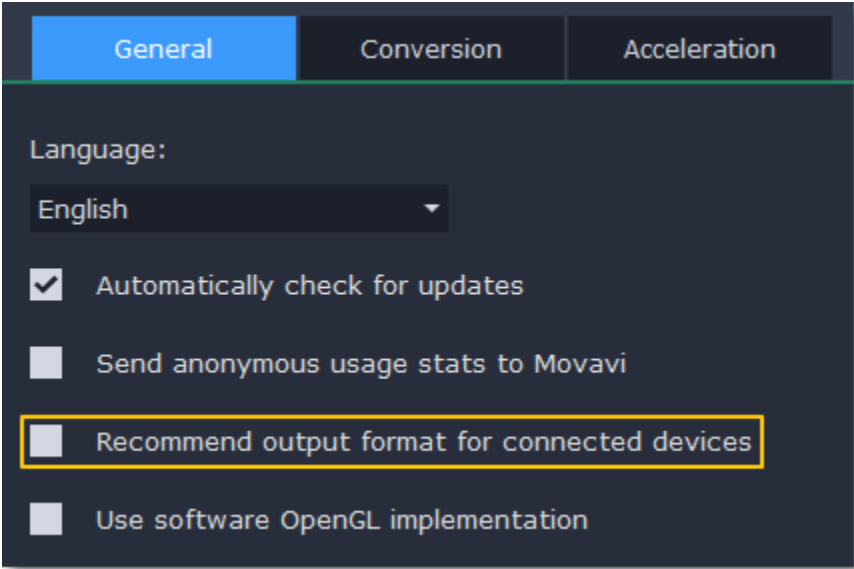 General
Conversion
Acceleration
Language:
English
Automatically check for updates
Send anonymous usage stats to Movavi
Recommend output format for connected devices
Use software OpenGL implementation